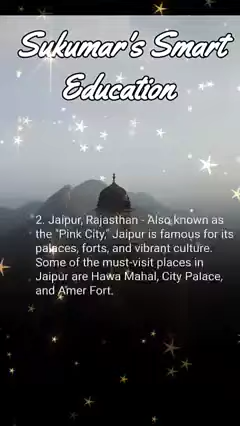 Sukumar's Smart
Education
2. Jaipur, Rajasthan - Also known as
the "Pink City," Jaipur is famous for its
palaces, forts, and vibrant culture.
Some of the must-visit places in
Jaipur are Hawa Mahal, City Palace,
and Amer Fort.